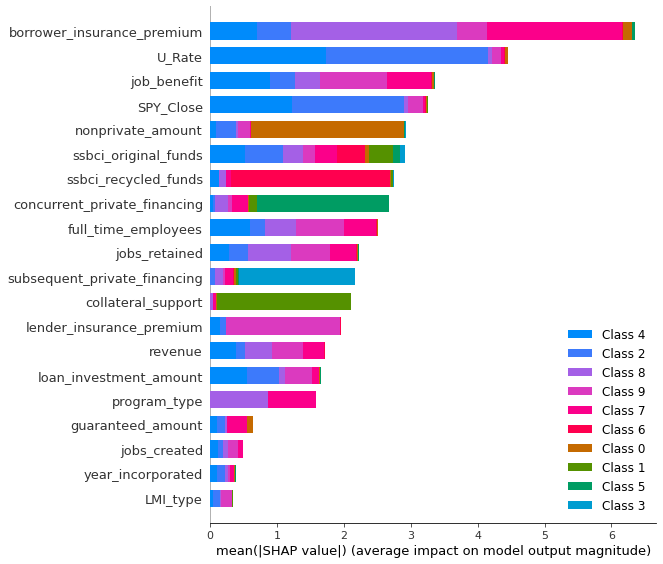 borrower_insurance_premium
U_Rate
job_benefit
SPY_Close
nonprivate_amount
ssbci_original_funds
ssbci_recycled_funds
concurrent_private_financing
full_time_employees
jobs_retained
subsequent_private_financing
collateral_support
lender_insurance_premium
revenue
loan_investment_amount
program_type
guaranteed_amount
jobs_created
year_incorporated
LMI_type
Class 4
Class 2
Class 8
Class 9
Class 7
Class 6
Class 0
Class 1
Class 5
Class 3
0 1 2 3 4 5 6
mean(|SHAP value|) (average impact on model output magnitude)